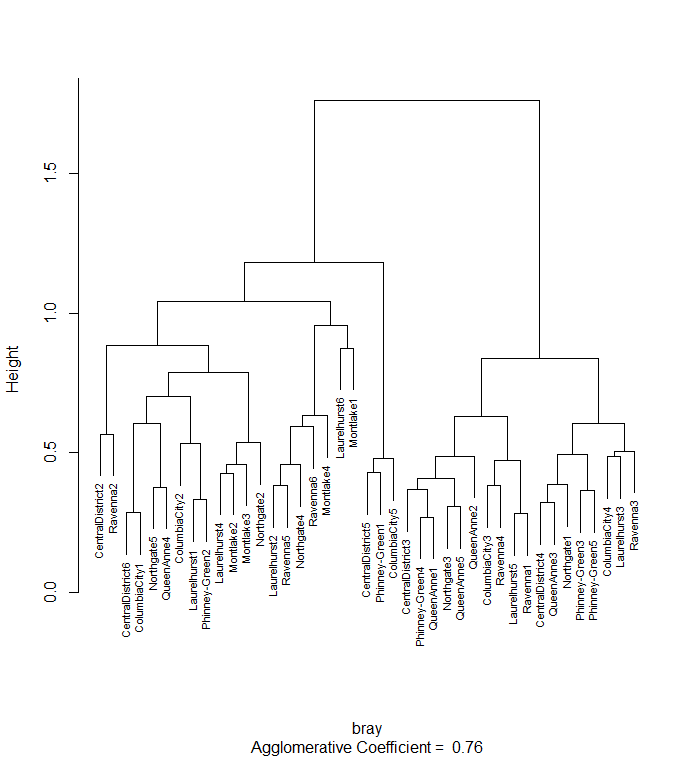 Height
1.5
1.0
0.5
0.0
CentralDistrict2
Ravenna2
CentralDistrict6
ColumbiaCity1
Northgate5
QueenAnne4
ColumbiaCity2
Laurelhurst1
Phinney-Green2
Laurelhurst4
Montlake2
Montlake3
Northgate2
Laurelhurst2
Ravenna5
Northgate4
Ravenna6
Montlake4
Laurelhurst6
Montlake1
CentralDistrict5
Phinney-Green1
ColumbiaCity5
CentralDistrict3
Phinney-Green4
QueenAnne1
Northgate3
QueenAnne5
QueenAnne2
ColumbiaCity3
Ravenna4
Laurelhurst5
Ravenna1
CentralDistrict4
QueenAnne3
Northgate1
Phinney-Green3
Phinney-Green5
ColumbiaCity4
Laurelhurst3
Ravenna3
bray
Agglomerative Coefficient = 0.76